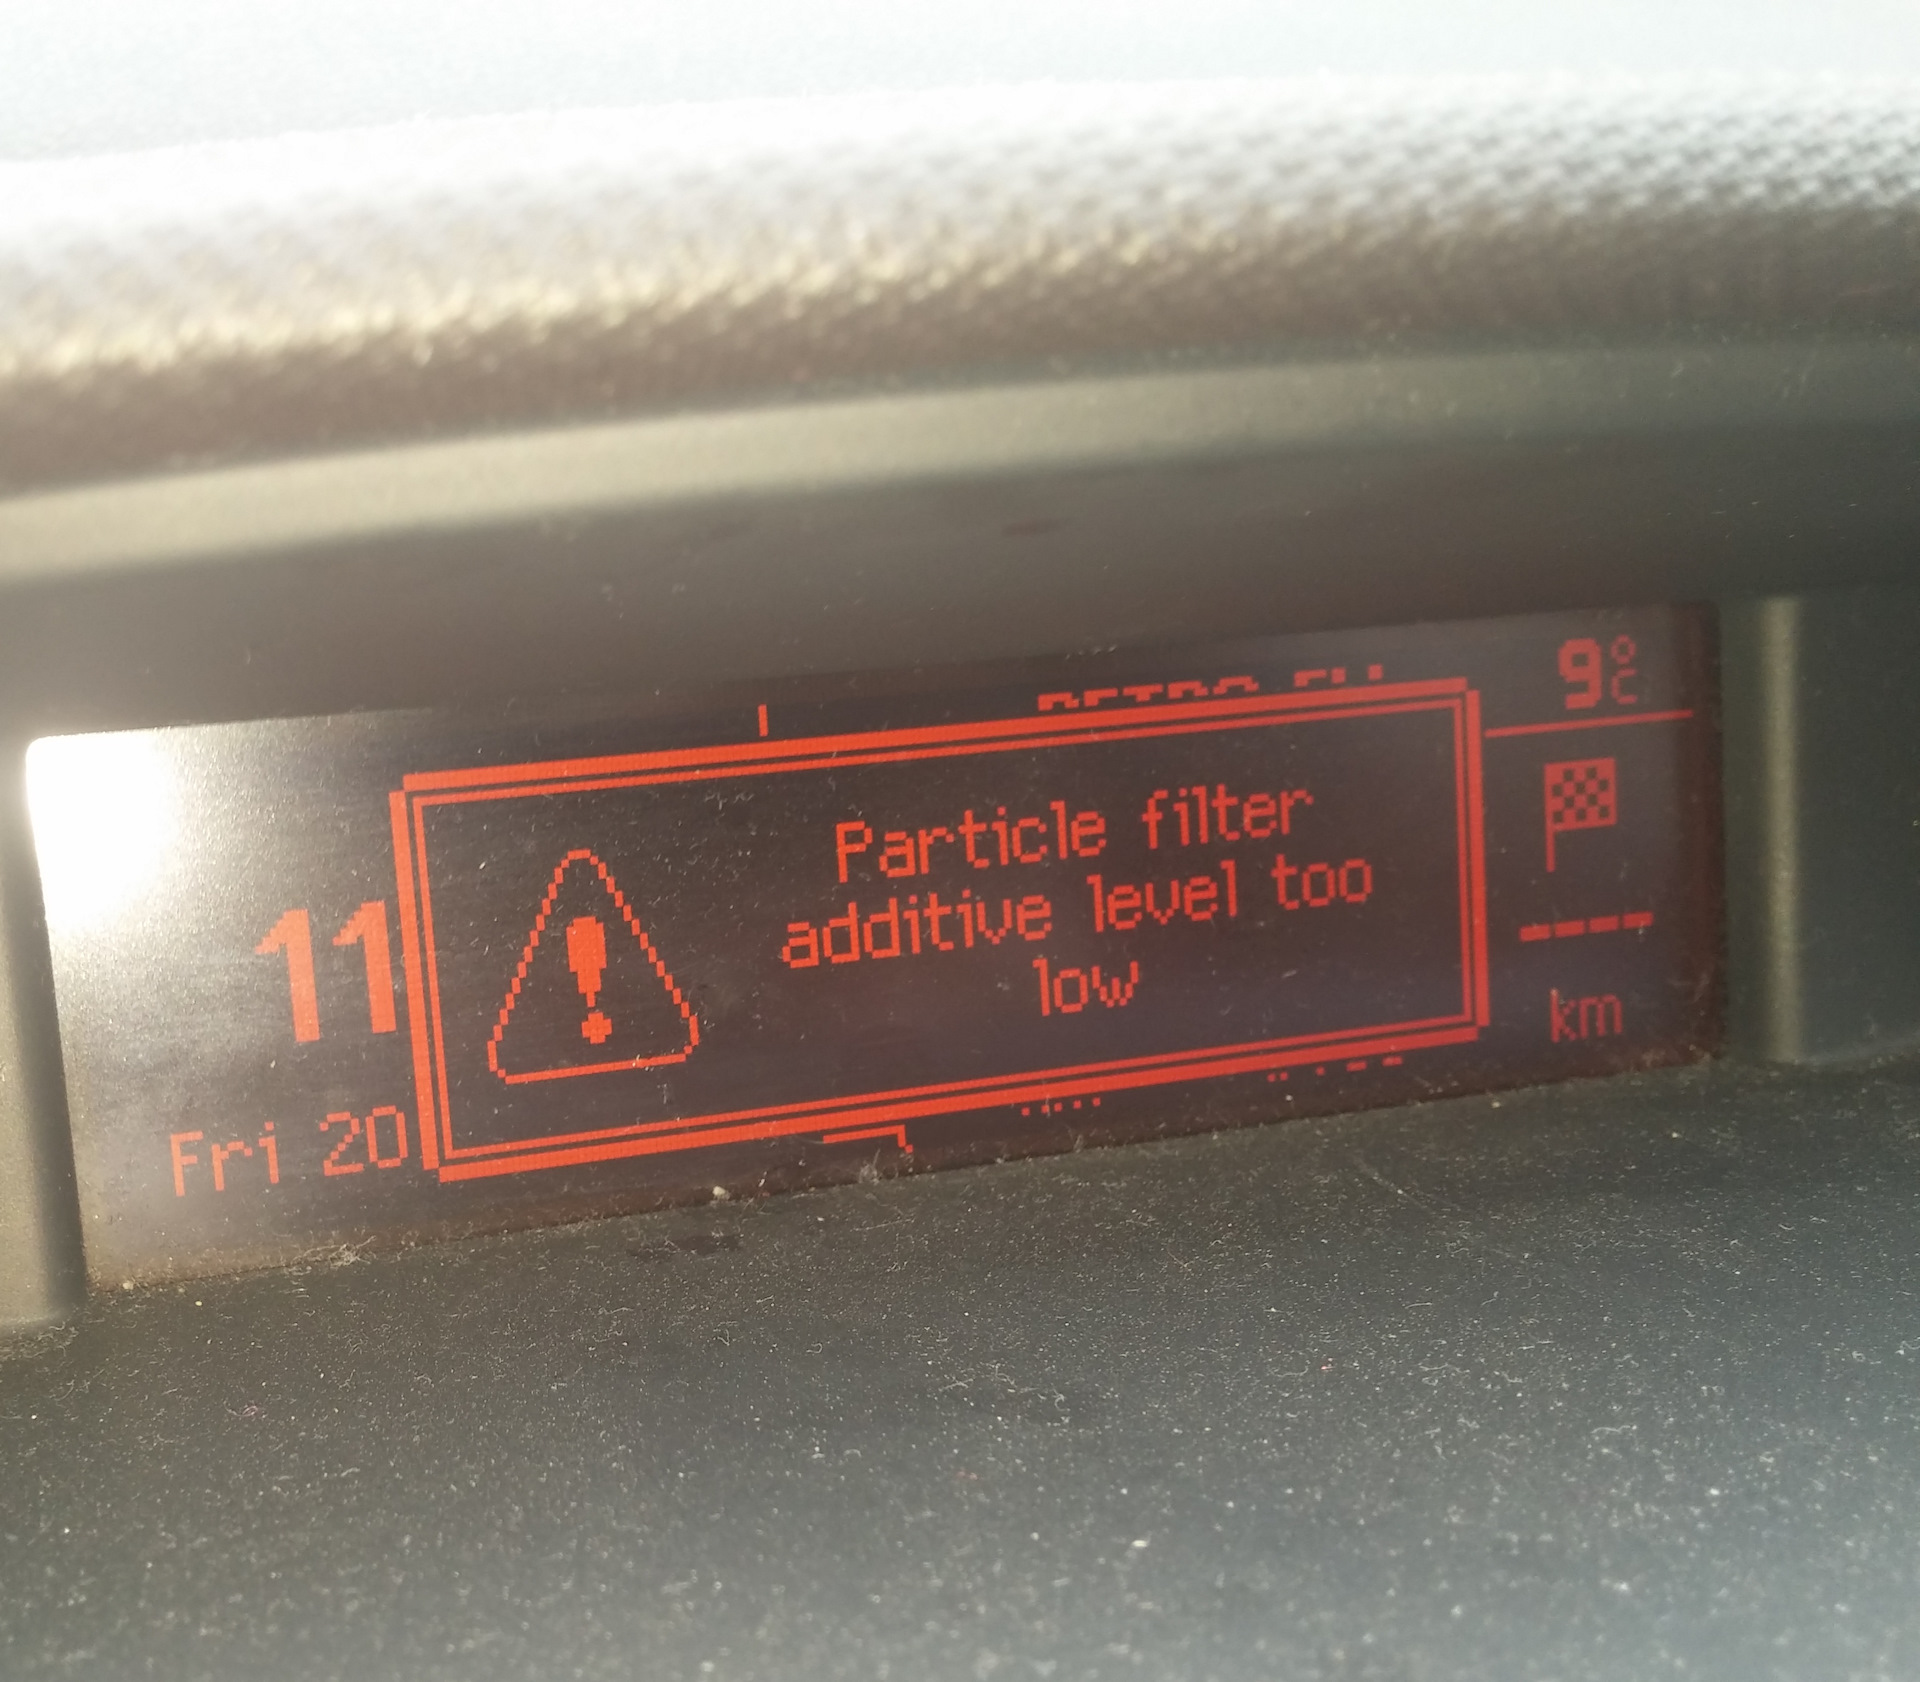 9°C
Particle filter
additive level too
low
11
Fri 20
----
km